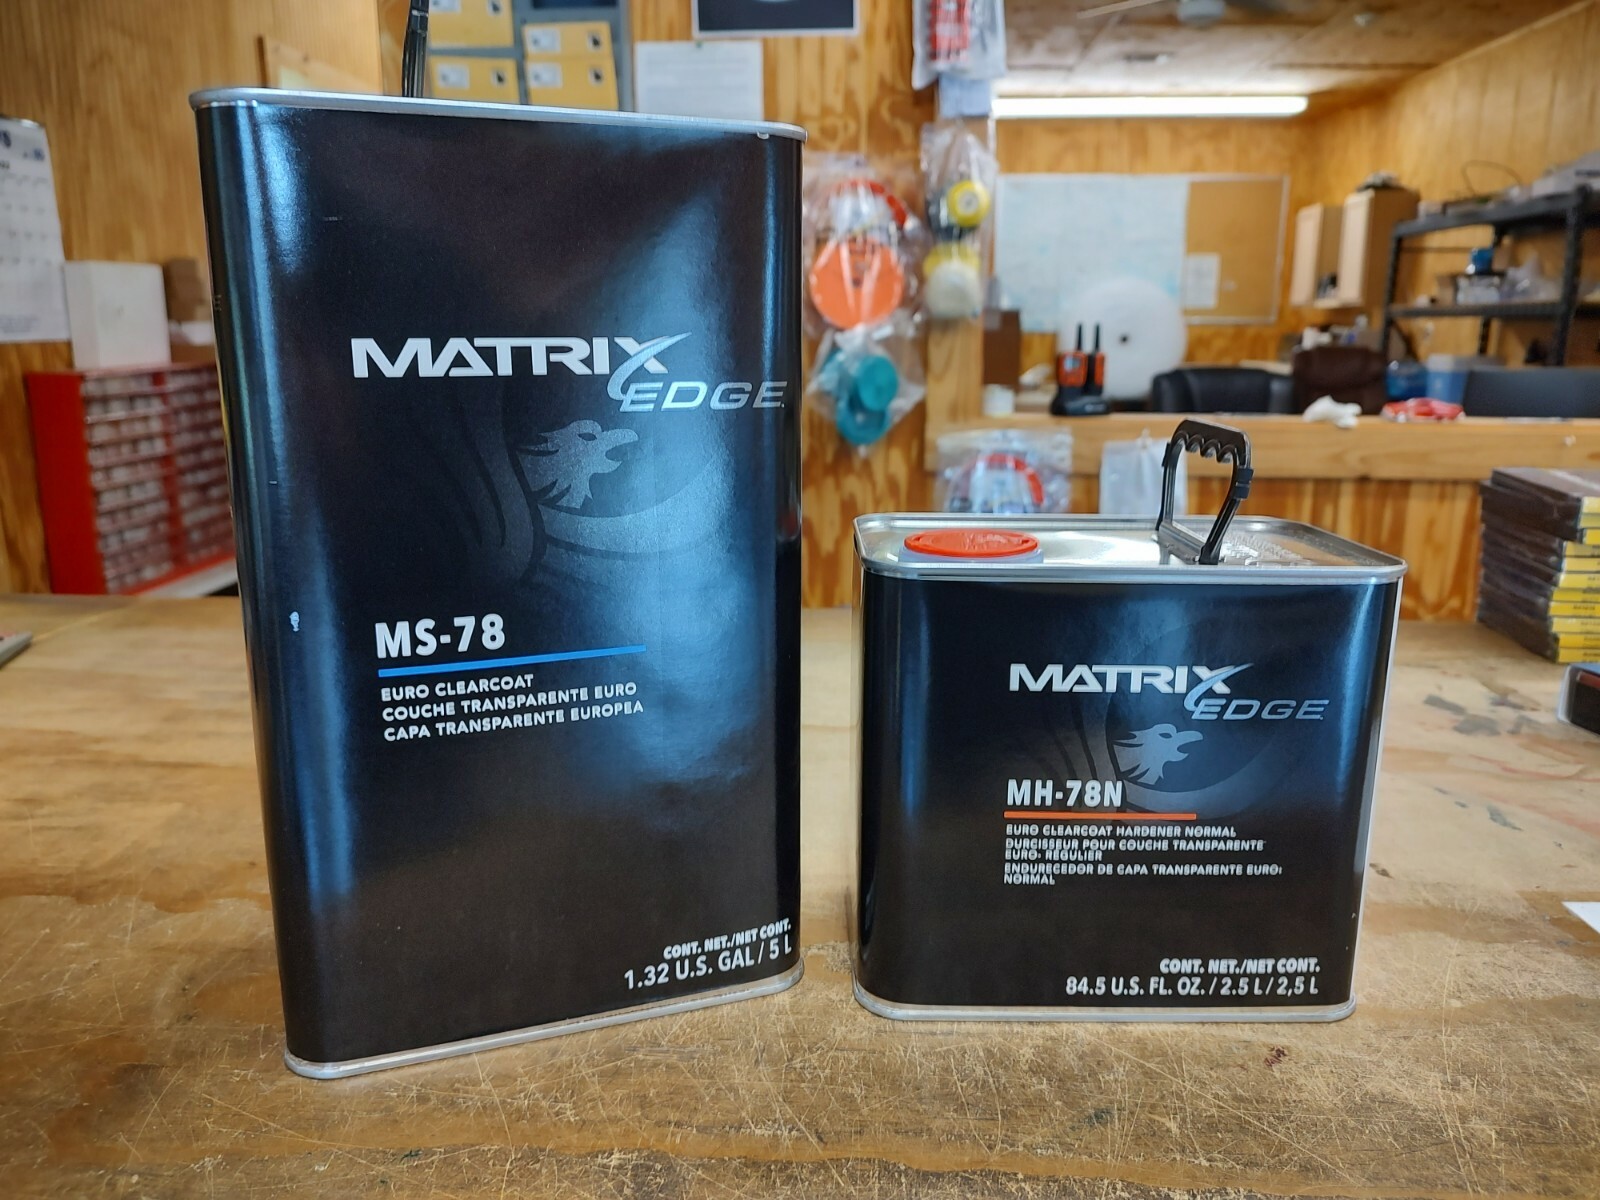 MATRIX
EDGE
MS-78
EURO CLEARCOAT
COUCHE TRANSPARENTE EURO
CAPA TRANSPARENTE EUROPEA
CONT. NET./NET CONT.
1.32 U.S. GAL / 5 L
MATRIX
EDGE
MH-78N
EURO CLEARCOAT HARDENER NORMAL
DURCISSEUR POUR COUCHE TRANSPARENTE
EURO- REGULIER
ENDURECEDOR DE CAPA TRANSPARENTE EURO:
NORMAL
CONT. NET./NET CONT.
84.5 U.S. FL. OZ. / 2.5 L / 2,5 L